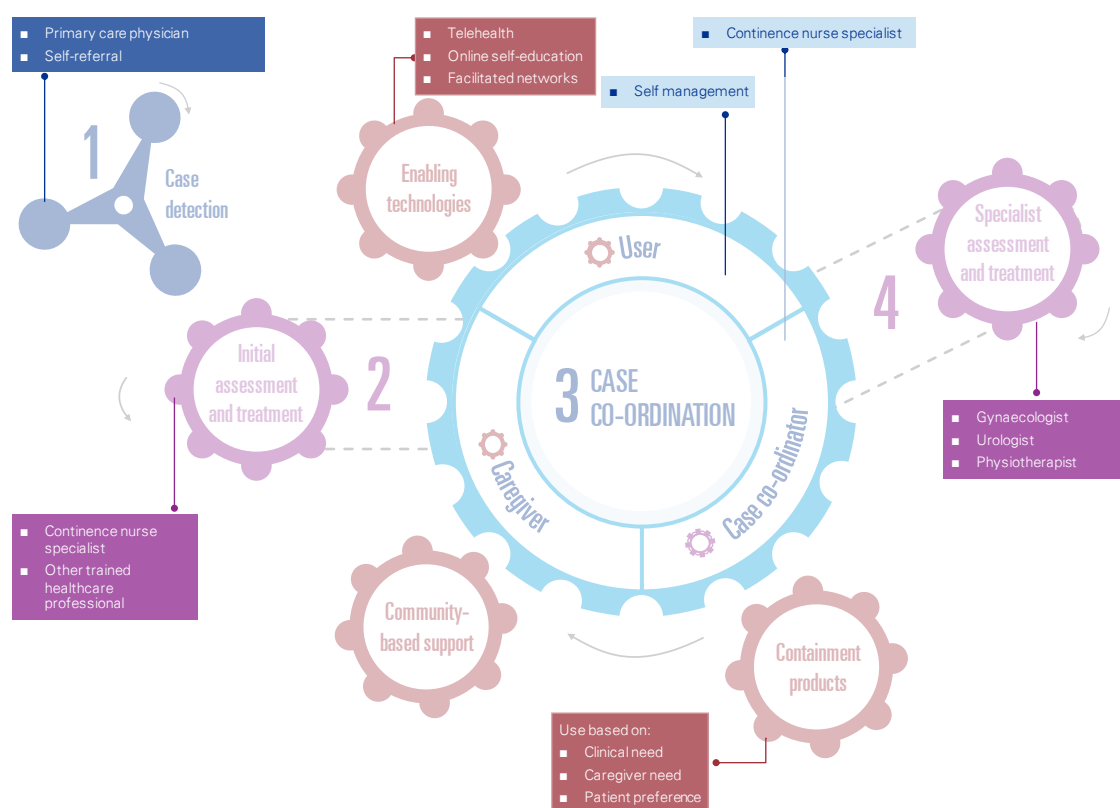 Primary care physician
Self-referral
1
Case
detection
Telehealth
Online self-education
Facilitated networks
Enabling
technologies
Continence nurse specialist
Self management
User
Specialist
assessment
and treatment
4
Gynaecologist
Urologist
Physiotherapist
Initial
assessment
and treatment
2
3 CASE
CO-ORDINATION
Caregiver
Case co-ordinator
Continence nurse
specialist
Other trained
healthcare
professional
Community-
based support
Containment
products
Use based on:
Clinical need
Caregiver need
Patient preference